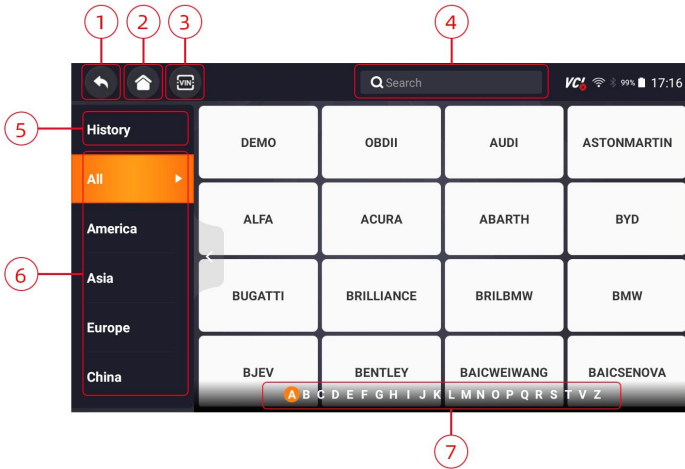 1 2 3 4
VIN Search VC 99% 17:16
5 History DEMO OBDII AUDI ASTONMARTIN
All
ALFA ACURA ABARTH BYD
America
6 Asia
BUGATTI BRILLIANCE BRILBMW BMW
Europe
China BJEV BENTLEY BAICWEIWANG BAICSENOVA
A B C D E F G H I J K L M N O P Q R S T V Z
7